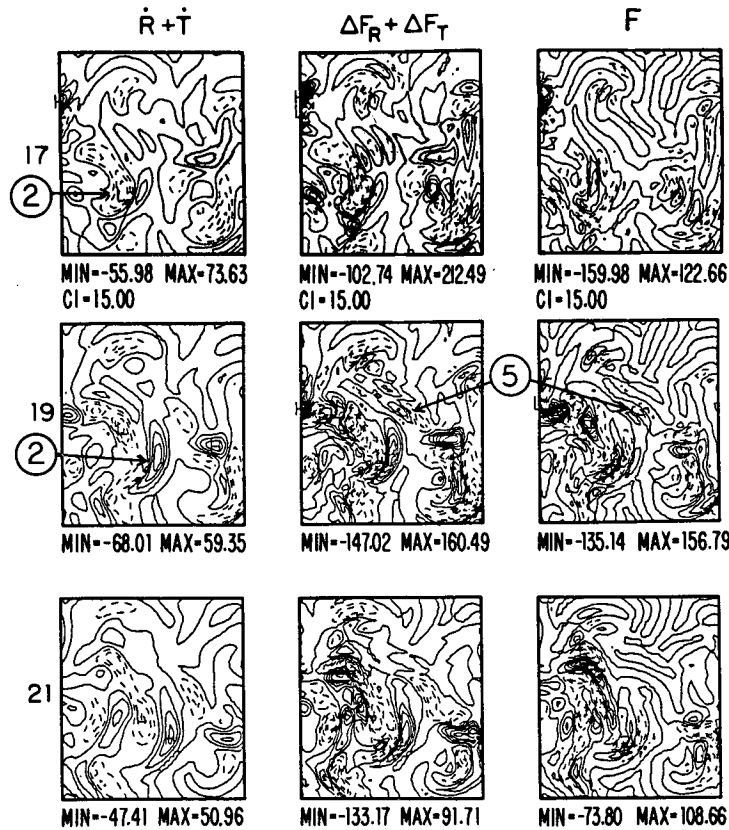 Ṙ + Ṫ ΔF_R + ΔF_T F
17
2
MIN=-55.98 MAX=73.63 MIN=-102.74 MAX=212.49 MIN=-159.98 MAX=122.66
CI=15.00 CI=15.00 CI=15.00
19
5
2
MIN=-68.01 MAX=59.35 MIN=-147.02 MAX=160.49 MIN=-135.14 MAX=156.79
21
MIN=-47.41 MAX=50.96 MIN=-133.17 MAX=91.71 MIN=-73.80 MAX=108.66